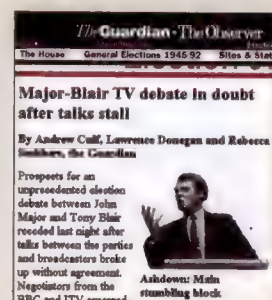 The Guardian · The Observer
The House General Elections 1945-92 Sites & Stat
Major-Blair TV debate in doubt
after talks stall
By Andrew Culf, Lawrence Donegan and Rebecca
the Guardian
Prospects for an
unprecedented election
debate between John
Major and Tony Blair
receded last night after
talks between the parties
and broadcasters broke
up without agreement.
Negotiators from the
BBC and ITV
Ashdown: Main
stumbling block